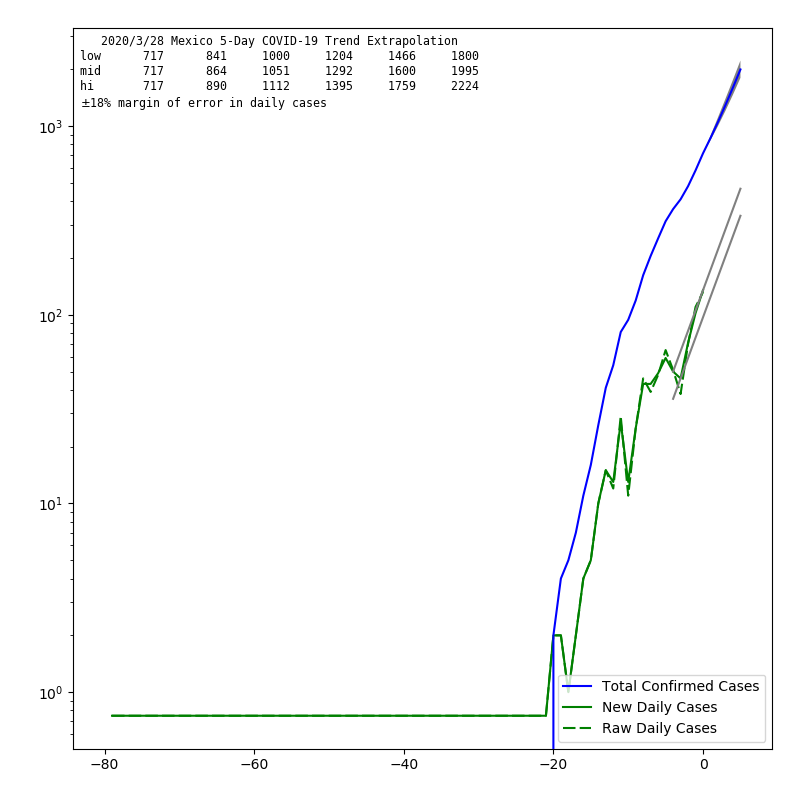 2020/3/28 Mexico 5-Day COVID-19 Trend Extrapolation
low 717 841 1000 1204 1466 1800
mid 717 864 1051 1292 1600 1995
hi 717 890 1112 1395 1759 2224
±18% margin of error in daily cases
10³
10²
10¹
10⁰
Total Confirmed Cases
New Daily Cases
Raw Daily Cases
−80 −60 −40 −20 0